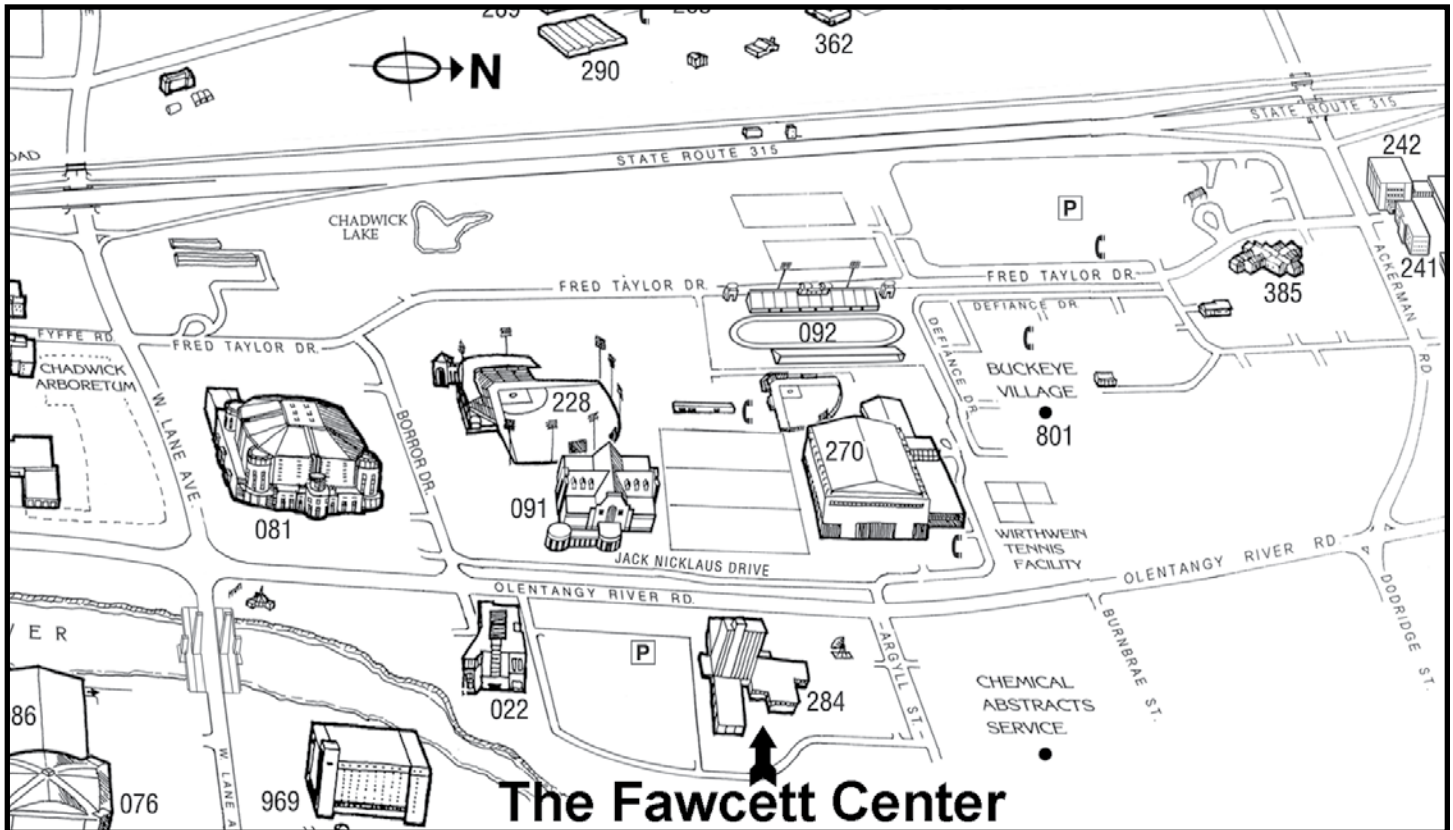 362
290
N
STATE ROUTE 315
STATE ROUTE 315
OAD
242
P
CHADWICK
LAKE
241
ACKERMAN
RD
FRED TAYLOR DR.
FRED TAYLOR DR.
385
DEFIANCE DR.
FYFFE RD.
FRED TAYLOR DR.
092
DEFIANCE DR.
CHADWICK
ARBORETUM
BUCKEYE
VILLAGE
801
228
W. LANE AVE.
BORROR DR.
270
081
091
WIRTHWEIN
TENNIS
FACILITY
JACK NICKLAUS DRIVE
OLENTANGY RIVER RD.
OLENTANGY RIVER RD.
DODRIDGE ST.
BURNBRAE ST.
ARGYLL ST.
VER
P
022
284
CHEMICAL
ABSTRACTS
SERVICE
86
W. LANE A
076
969
The Fawcett Center